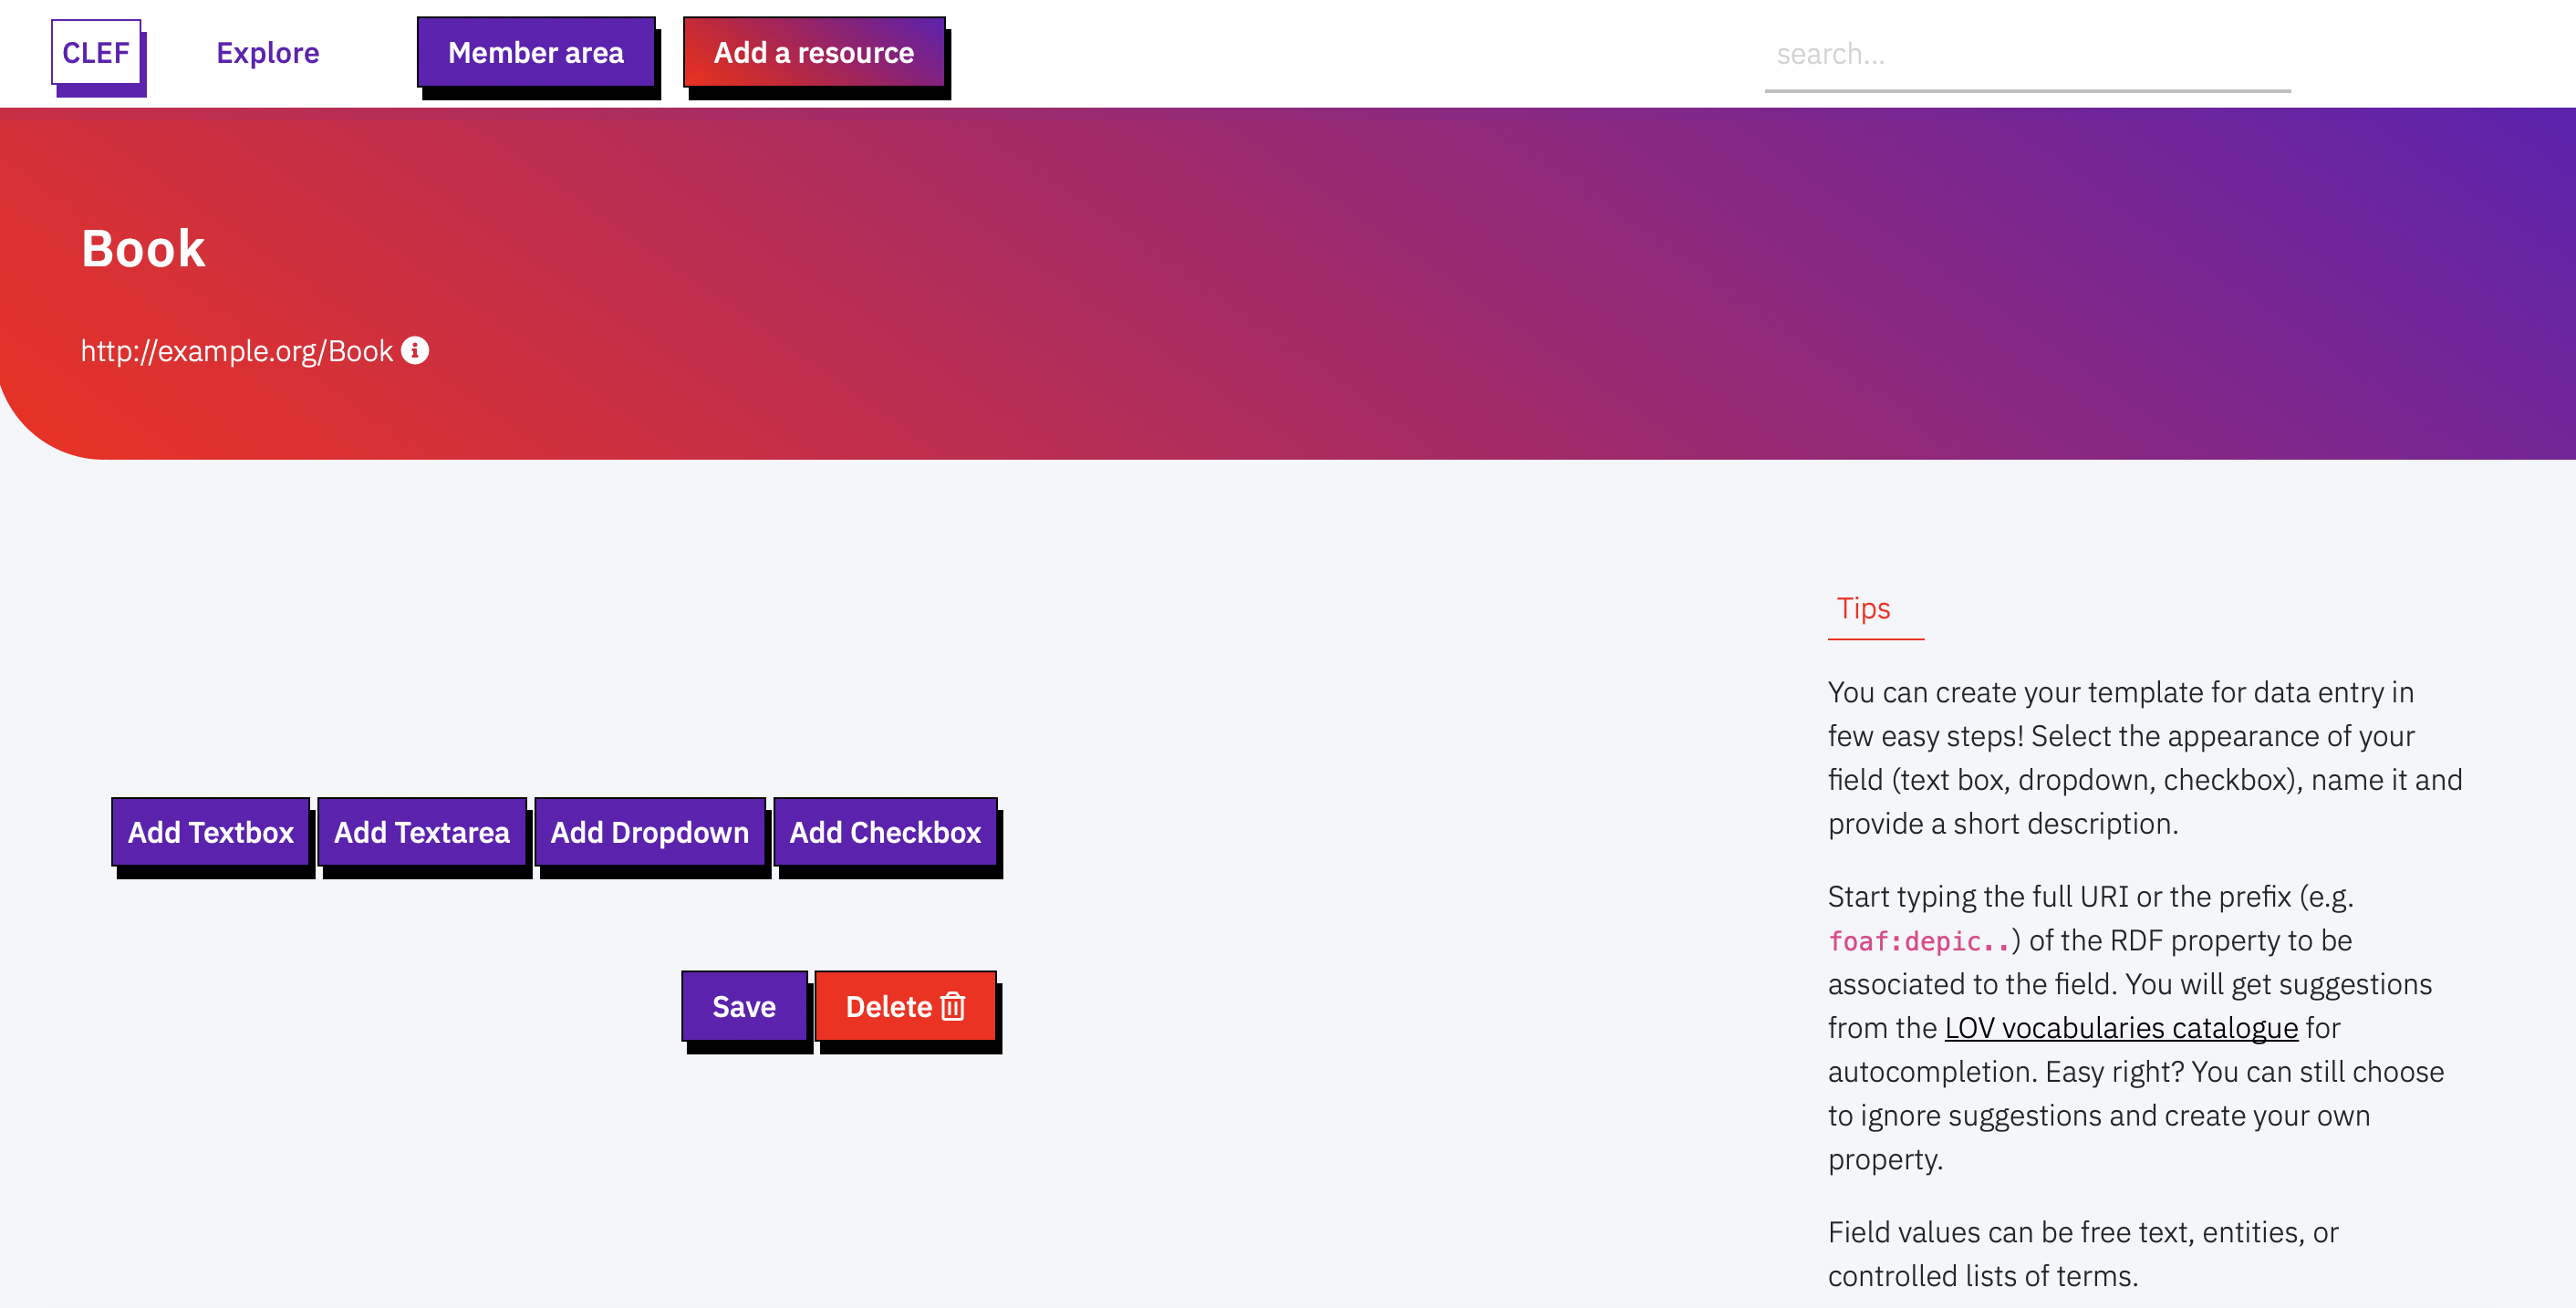 CLEF Explore Member area Add a resource search...
Book
http://example.org/Book
Add Textbox Add Textarea Add Dropdown Add Checkbox
Save Delete
Tips
You can create your template for data entry in
few easy steps! Select the appearance of your
field (text box, dropdown, checkbox), name it and
provide a short description.
Start typing the full URI or the prefix (e.g.
foaf:depic..) of the RDF property to be
associated to the field. You will get suggestions
from the LOV vocabularies catalogue for
autocompletion. Easy right? You can still choose
to ignore suggestions and create your own
property.
Field values can be free text, entities, or
controlled lists of terms.